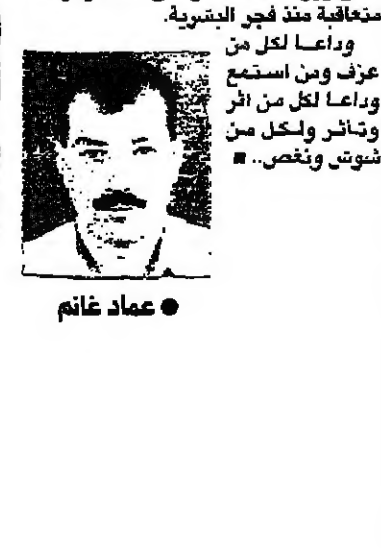 متعاقبة منذ فجر البشرية.
وداعا لكل من
عزف ومن استمع
وداعا لكل من اثر
وتاثر ولكل من
شوش ونغص.. ■
● عماد غانم